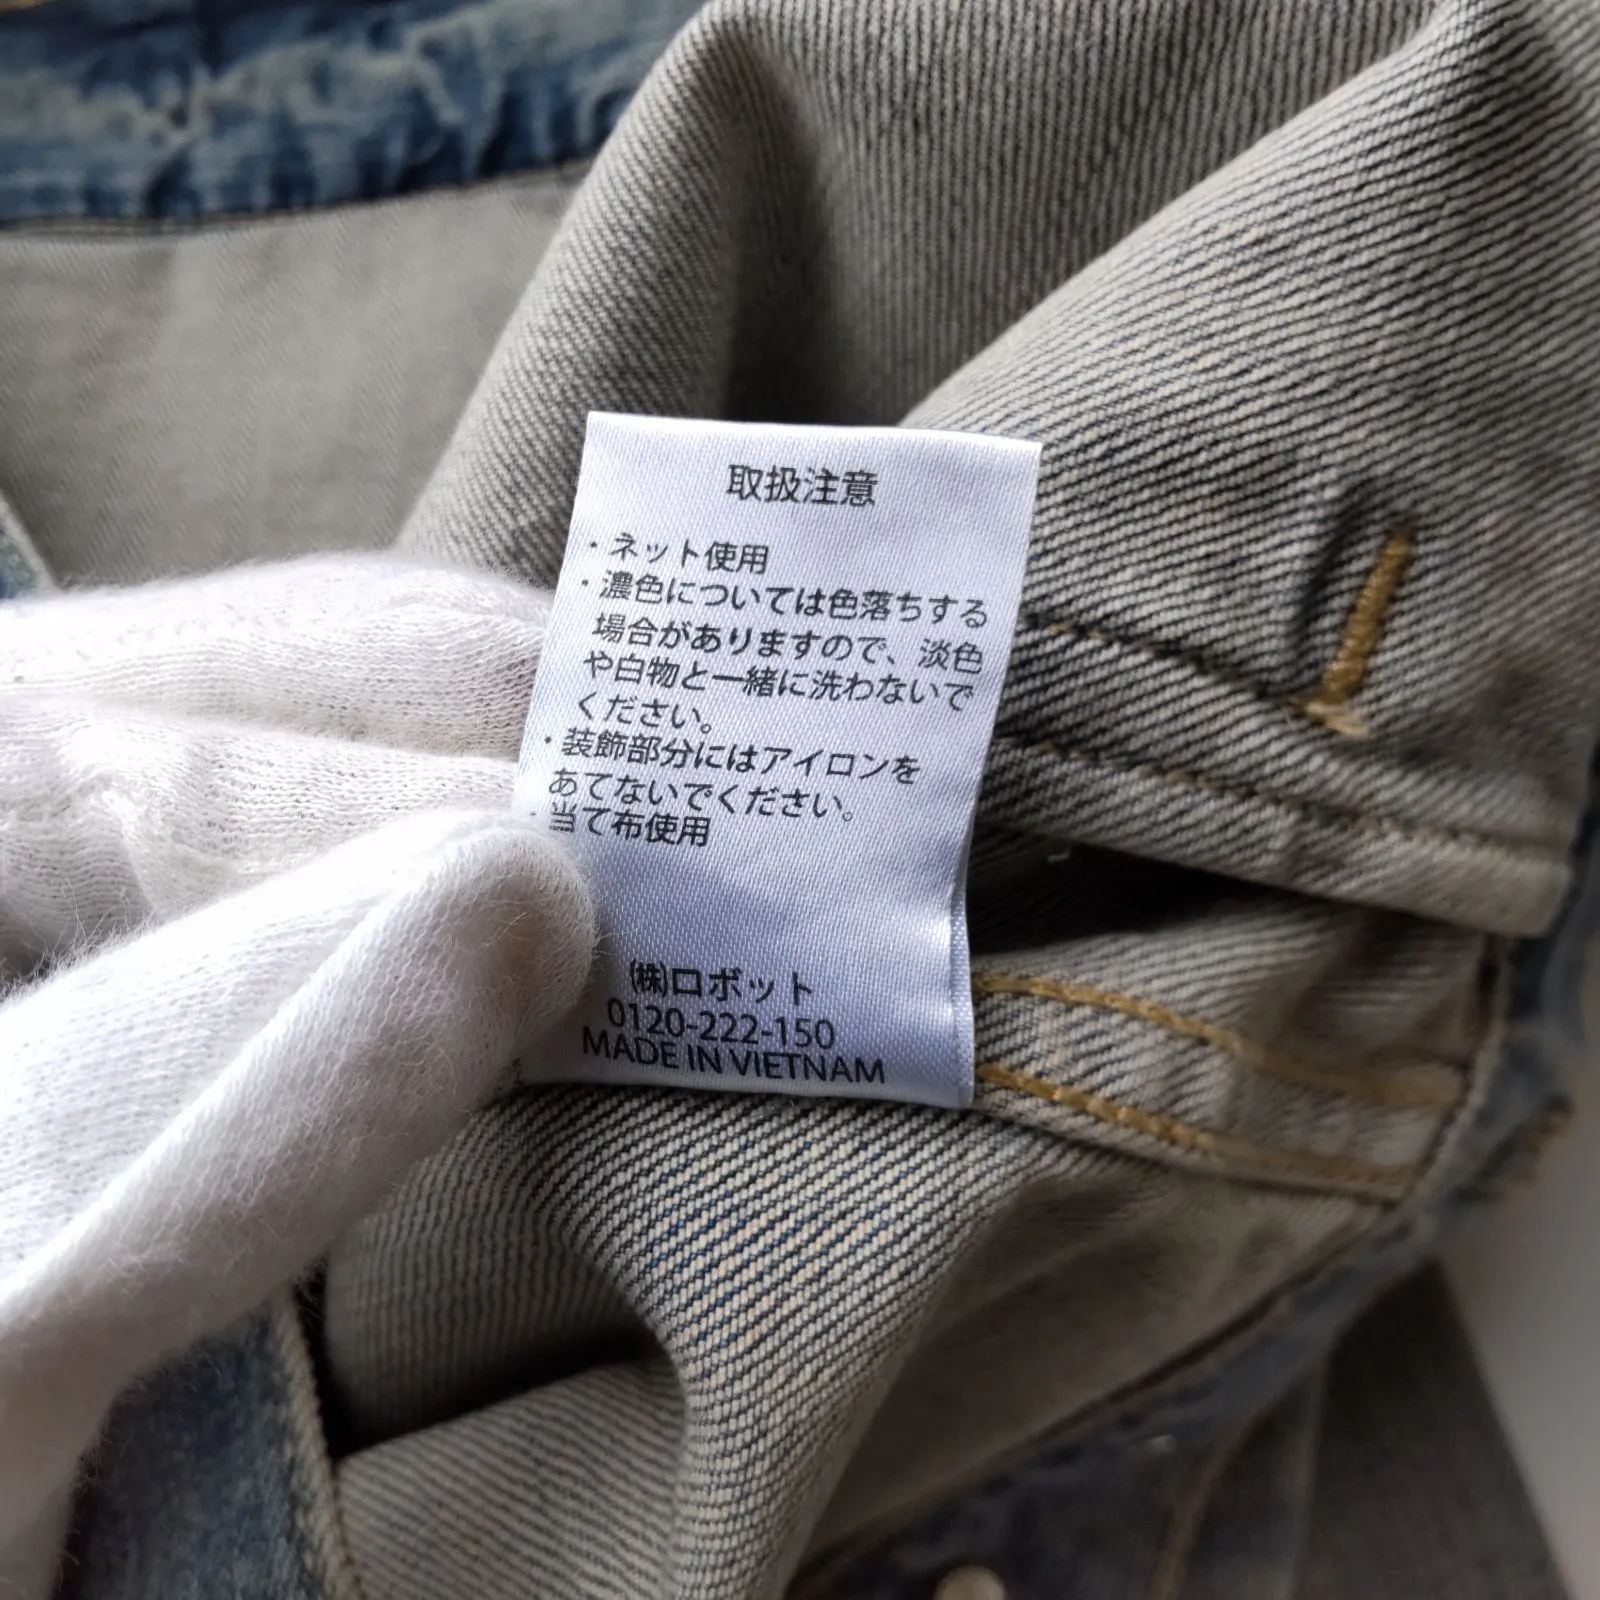 取扱注意
・ネット使用
・濃色については色落ちする
場合がありますので、淡色
や白物と一緒に洗わないで
ください。
・装飾部分にはアイロンを
あてないでください。
・当て布使用
㈱ロボット
0120-222-150
MADE IN VIETNAM